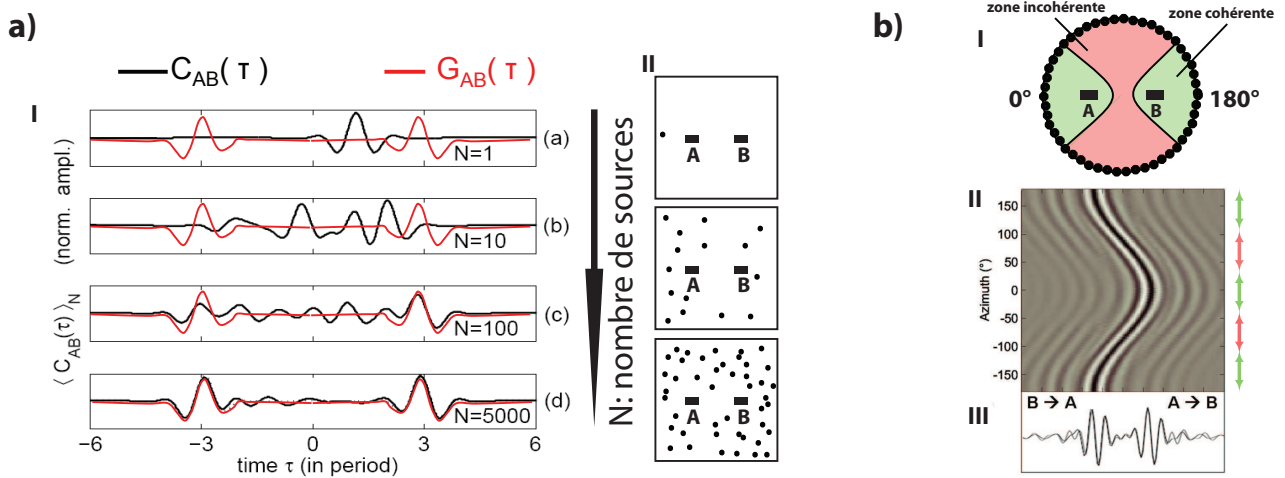 a)
C_AB(τ)
G_AB(τ)
I
⟨ C_AB(τ) ⟩_N (norm. ampl.)
N=1
(a)
N=10
(b)
N=100
(c)
N=5000
(d)
−6
−3
0
3
6
time τ (in period)
N: nombre de sources
II
A
B
A
B
A
B
b)
zone incohérente
zone cohérente
I
0°
A
B
180°
II
Azimuth (°)
150
100
50
0
-50
-100
-150
III
B → A
A → B